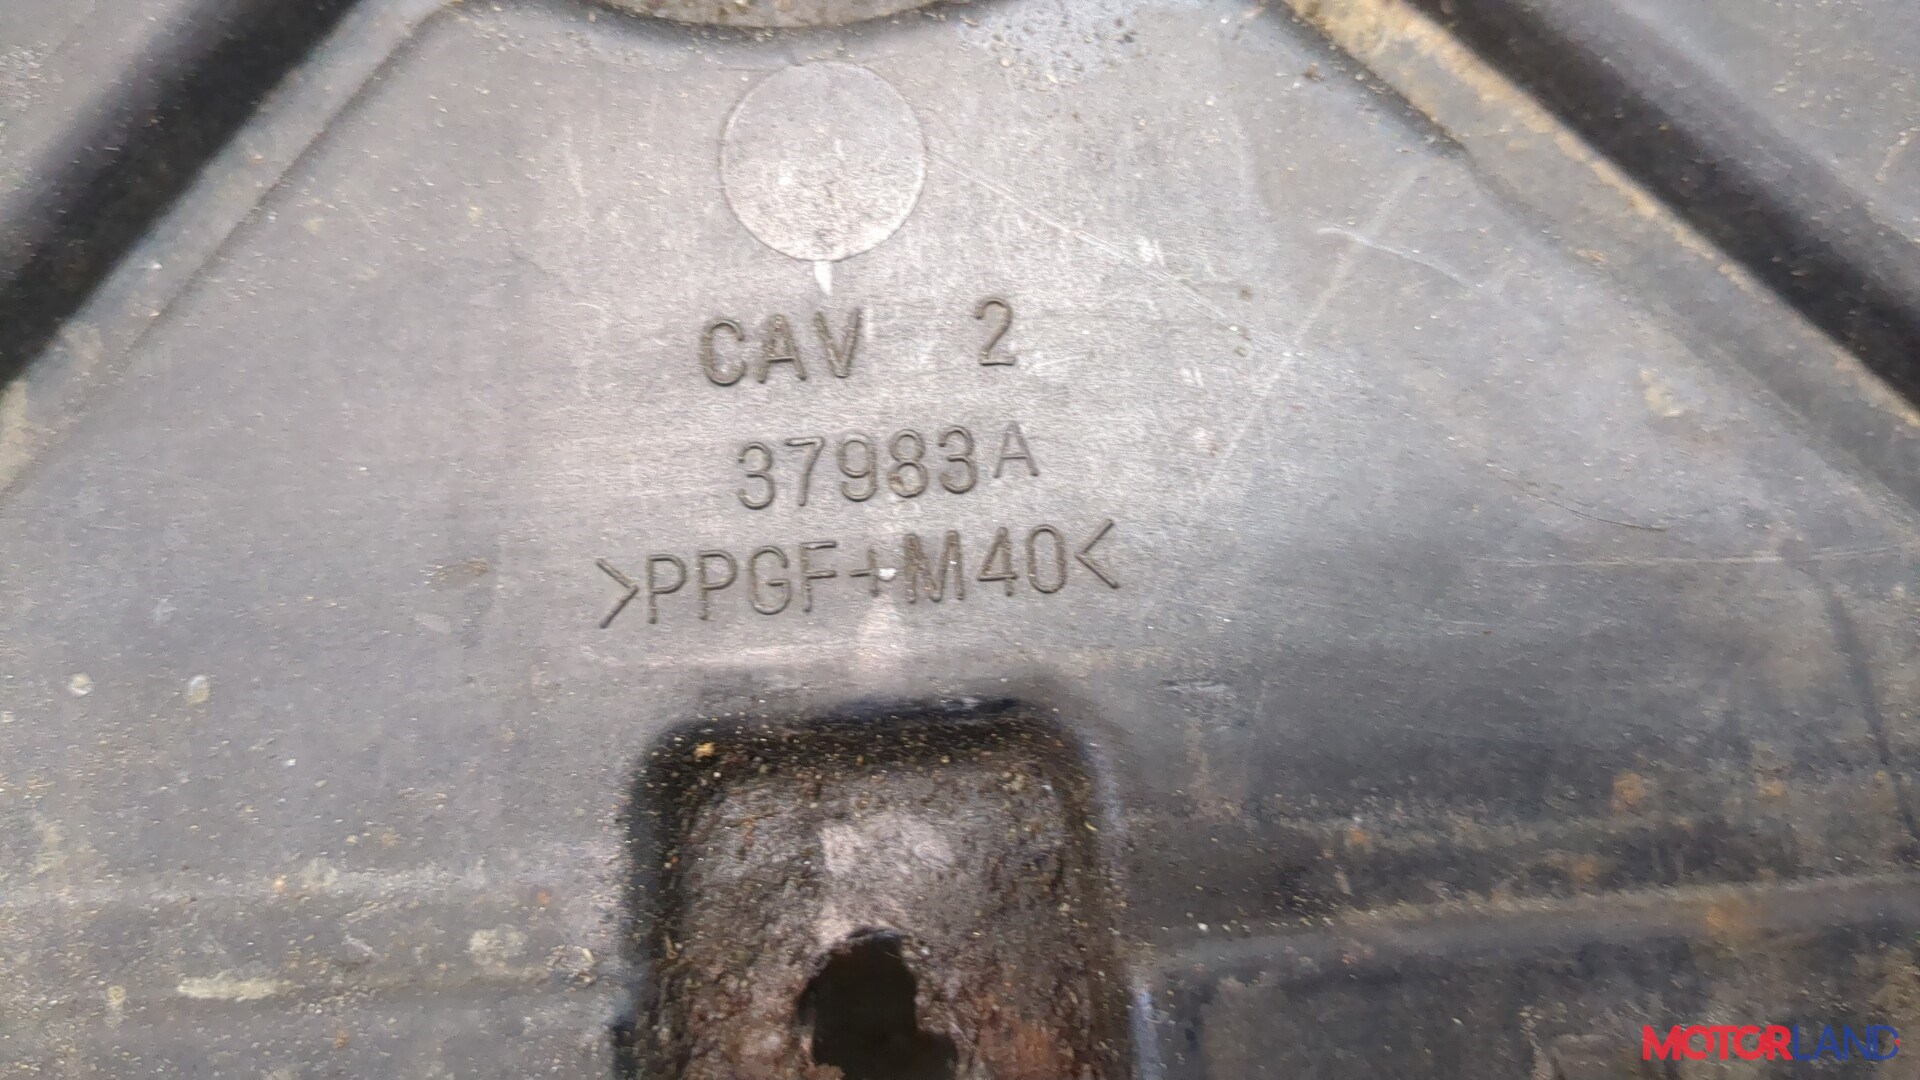 CAV 2
37983A
>PPGF+M40<
MOTORLAND